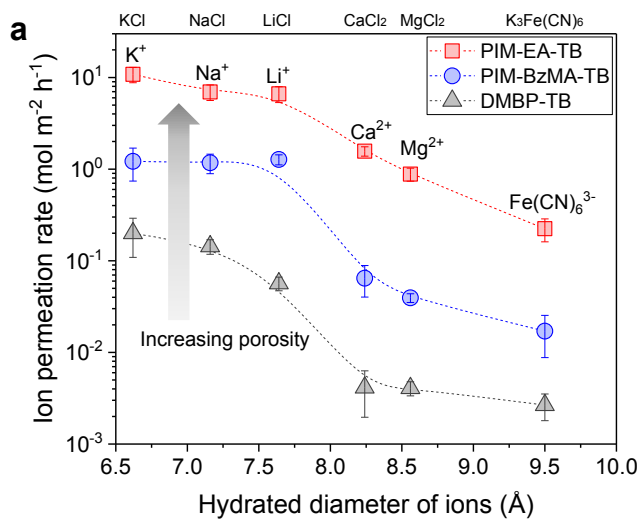 a
KCl NaCl LiCl CaCl₂ MgCl₂ K₃Fe(CN)₆
PIM-EA-TB
PIM-BzMA-TB
DMBP-TB
K⁺
Na⁺
Li⁺
Ca²⁺
Mg²⁺
Fe(CN)₆³⁻
Increasing porosity
Ion permeation rate (mol m⁻² h⁻¹)
10¹
10⁰
10⁻¹
10⁻²
10⁻³
6.5 7.0 7.5 8.0 8.5 9.0 9.5 10.0
Hydrated diameter of ions (Å)